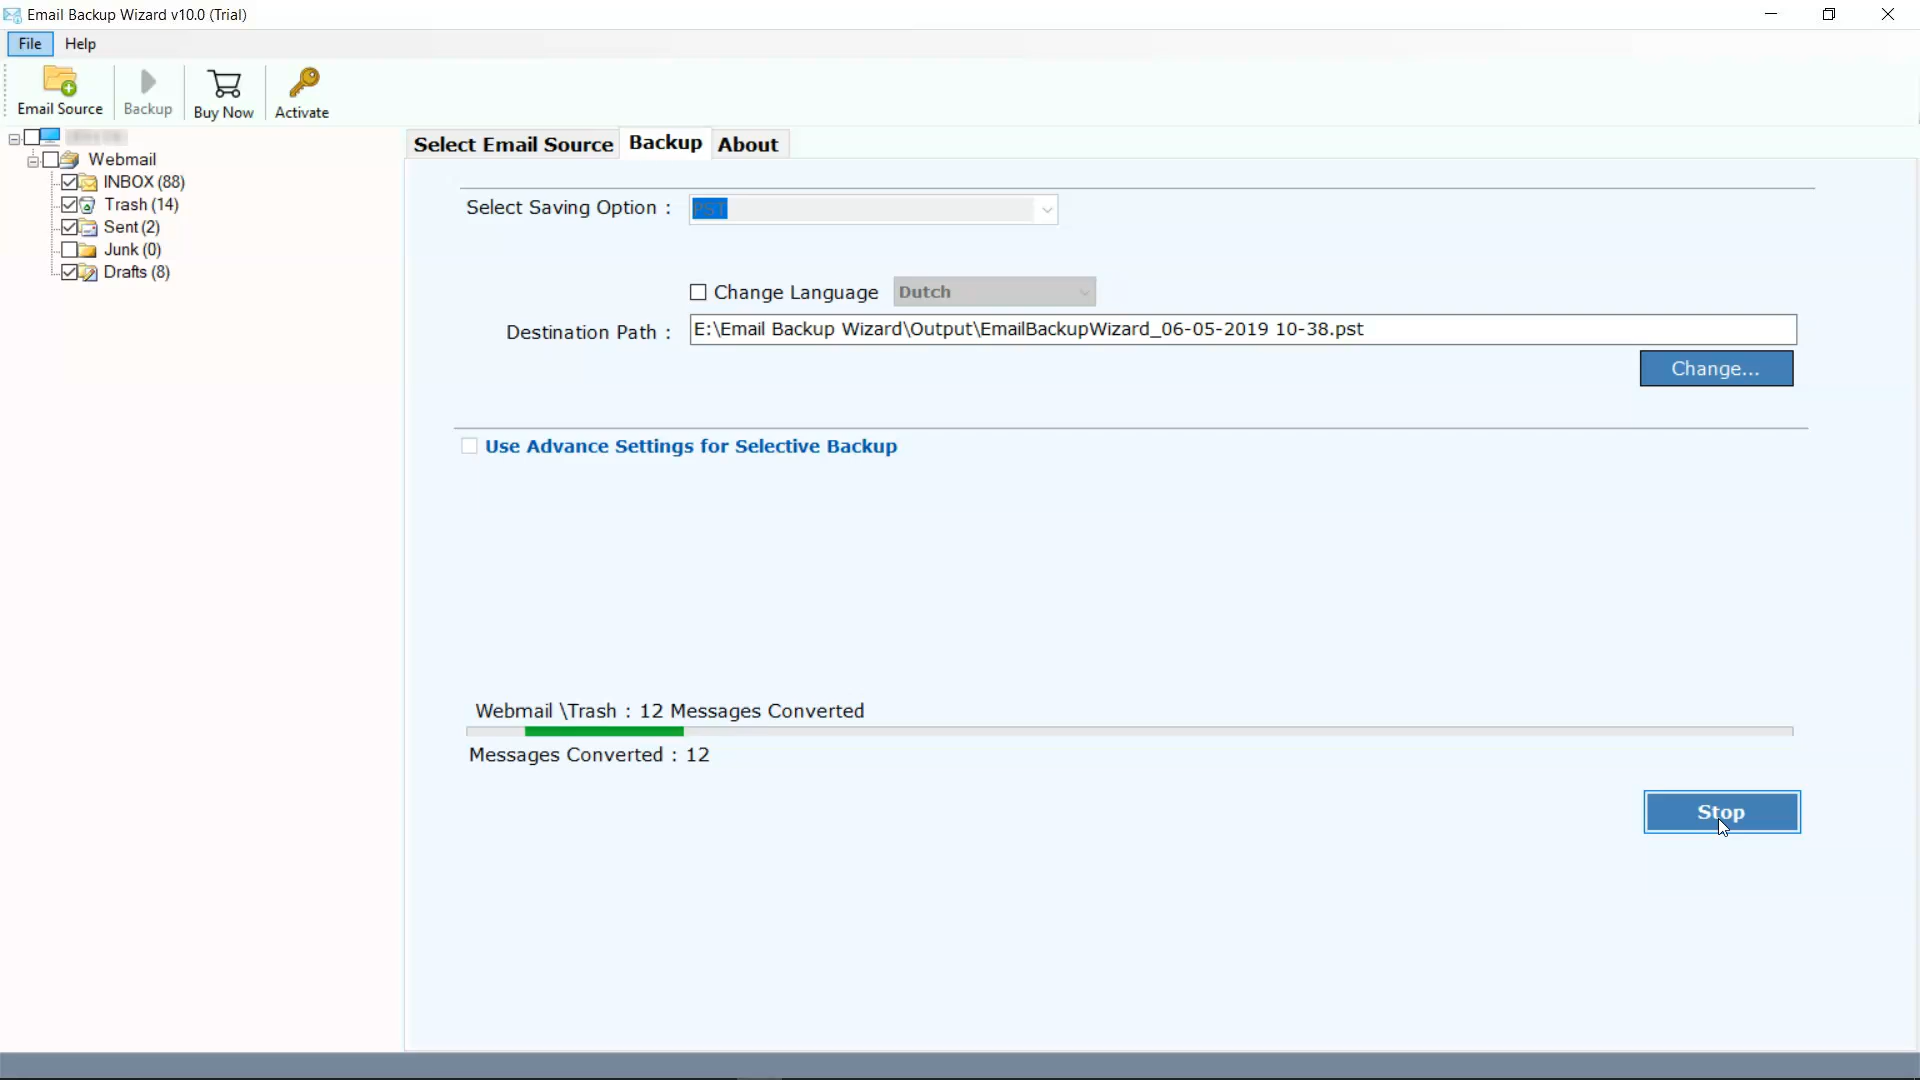 Email Backup Wizard v10.0 (Trial)
File Help
Email Source Backup Buy Now Activate
Webmail
INBOX (88)
Trash (14)
Sent (2)
Junk (0)
Drafts (8)
Select Email Source Backup About
Select Saving Option : PST
Change Language Dutch
Destination Path : E:\Email Backup Wizard\Output\EmailBackupWizard_06-05-2019 10-38.pst
Change...
Use Advance Settings for Selective Backup
Webmail \Trash : 12 Messages Converted
Messages Converted : 12
Stop